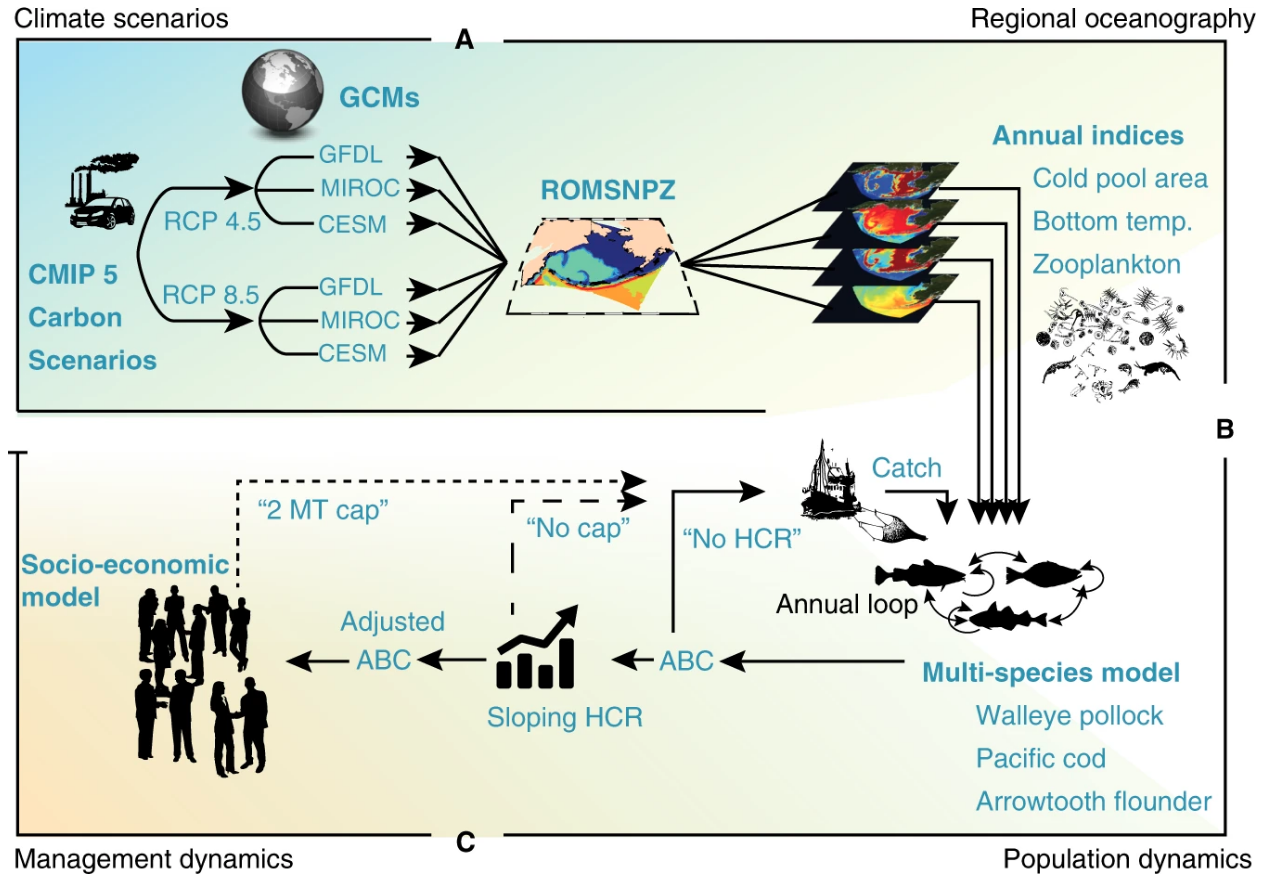 Climate scenarios
Regional oceanography
A
GCMs
GFDL
MIROC
CESM
RCP 4.5
CMIP 5
Carbon
Scenarios
RCP 8.5
GFDL
MIROC
CESM
ROMSNPZ
Annual indices
Cold pool area
Bottom temp.
Zooplankton
B
Catch
“2 MT cap”
“No cap”
“No HCR”
Socio-economic
model
Annual loop
Adjusted
ABC
ABC
Sloping HCR
Multi-species model
Walleye pollock
Pacific cod
Arrowtooth flounder
C
Management dynamics
Population dynamics